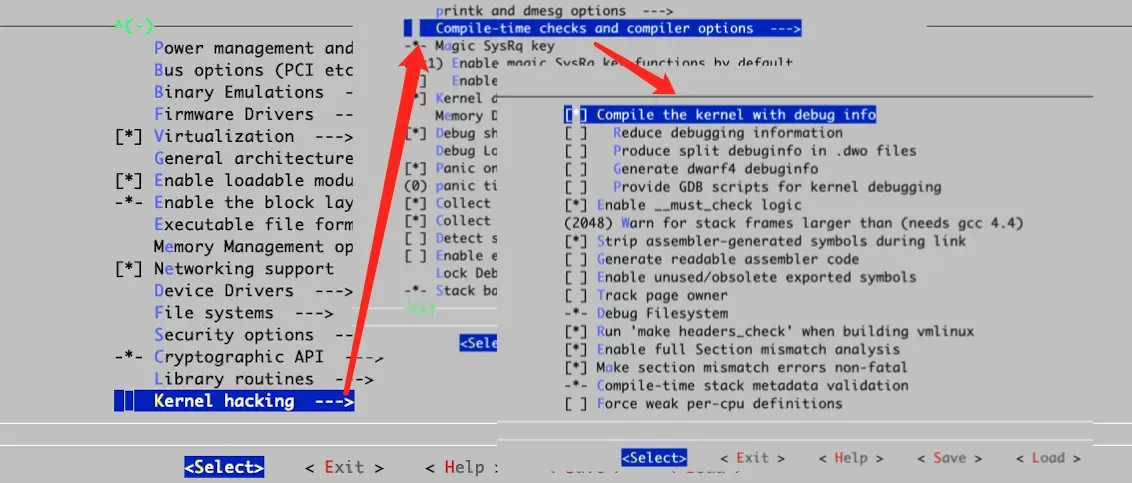 ^(-)
Power management and
Bus options (PCI etc
Binary Emulations --
Firmware Drivers --
[*] Virtualization --->
General architecture
[*] Enable loadable modu
-*- Enable the block lay
Executable file form
Memory Management op
[*] Networking support
Device Drivers --->
File systems --->
Security options --
-*- Cryptographic API --->
Library routines --->
Kernel hacking --->
<Select> < Exit > < Help >
printk and dmesg options --->
Compile-time checks and compiler options --->
-*- Magic SysRq key
1) Enable magic SysRq key functions by default
] Enable
*] Kernel d
Memory D
[*] Debug sh
Debug Lo
[*] Panic on
(0) panic ti
[*] Collect
[*] Collect
[ ] Detect s
[ ] Enable e
Lock Deb
-*- Stack ba
<Sele
[*] Compile the kernel with debug info
[ ] Reduce debugging information
[ ] Produce split debuginfo in .dwo files
[ ] Generate dwarf4 debuginfo
[ ] Provide GDB scripts for kernel debugging
[*] Enable __must_check logic
(2048) Warn for stack frames larger than (needs gcc 4.4)
[*] Strip assembler-generated symbols during link
[ ] Generate readable assembler code
[ ] Enable unused/obsolete exported symbols
[ ] Track page owner
-*- Debug Filesystem
[*] Run 'make headers_check' when building vmlinux
[*] Enable full Section mismatch analysis
[*] Make section mismatch errors non-fatal
-*- Compile-time stack metadata validation
[ ] Force weak per-cpu definitions
<Select> < Exit > < Help > < Save > < Load >